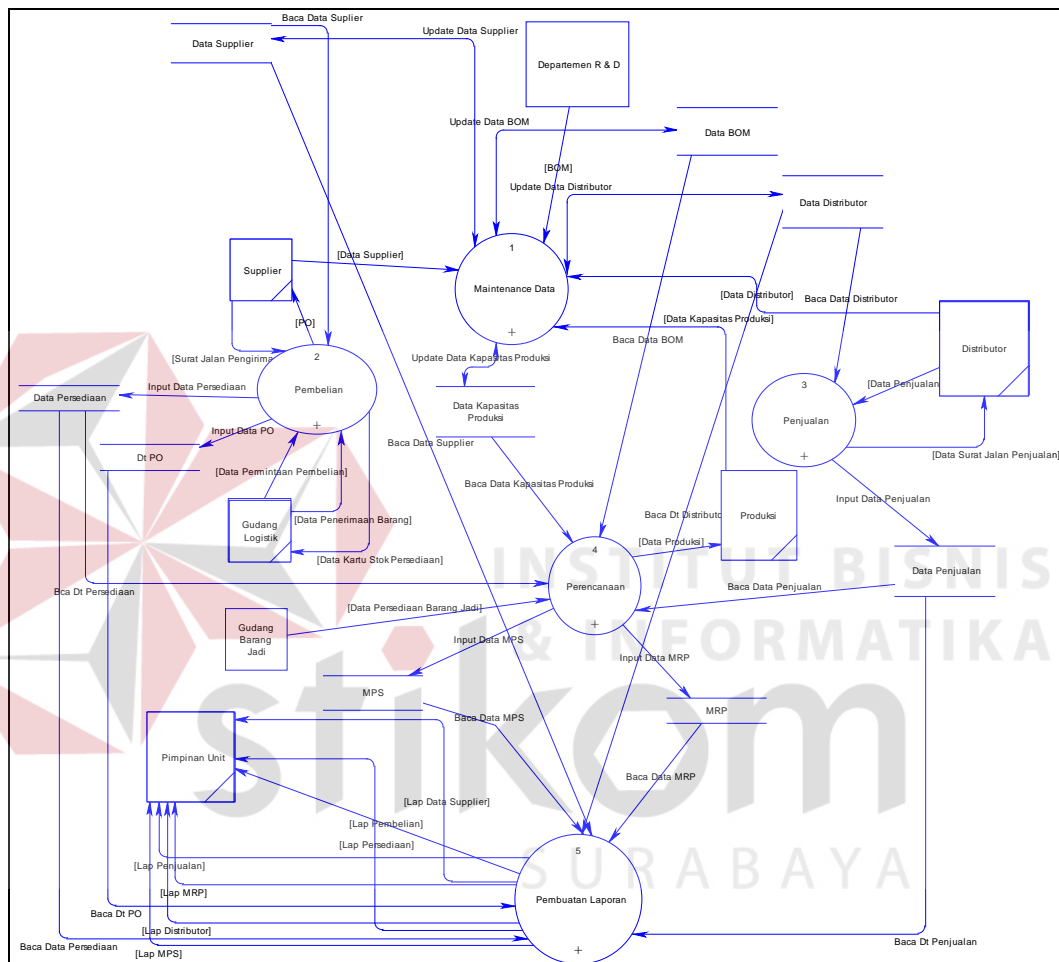 Baca Data Suplier
Update Data Supplier
Data Supplier
Departemen R & D
Update Data BOM
Data BOM
[BOM]
Update Data Distributor
Data Distributor
1
Maintenance Data
+
[Data Supplier]
Supplier
[PO]
[Data Distributor]
Baca Data Distributor
[Data Kapasitas Produksi]
Baca Data BOM
Distributor
[Surat Jalan Pengirima
2
Pembelian
+
Update Data Kapasitas Produksi
Data Kapasitas
Produksi
[Data Penjualan
3
Penjualan
+
Data Persediaan
Input Data Persediaan
Input Data PO
Dt PO
Baca Data Supplier
[Data Surat Jalan Penjualan]
[Data Permintaan Pembelian]
Baca Data Kapasitas Produksi
Input Data Penjualan
Gudang
Logistik
[Data Penerimaan Barang]
Baca Dt Distributo
Produksi
[Data Produksi]
[Data Kartu Stok Persediaan]
4
Perencanaan
+
INSTITUT BISNIS
& INFORMATIKA
Data Penjualan
Bca Dt Persediaan
Baca Data Penjualan
[Data Persediaan Barang Jadi]
Gudang
Barang
Jadi
Input Data MPS
Input Data MRP
MPS
MRP
Baca Data MPS
stikom
Pimpinan Unit
Baca Data MRP
[Lap Data Supplier]
[Lap Pembelian]
[Lap Persediaan]
SURABAYA
5
Pembuatan Laporan
+
[Lap Penjualan]
[Lap MRP]
Baca Dt PO
[Lap Distributor]
Baca Data Persediaan
[Lap MPS]
Baca Dt Penjualan